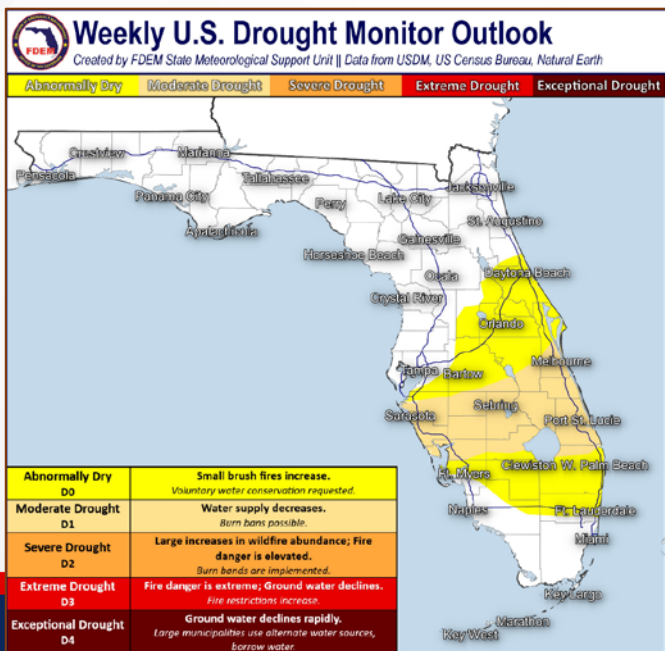 FDEM
Weekly U.S. Drought Monitor Outlook
Created by FDEM State Meteorological Support Unit || Data from USDM, US Census Bureau, Natural Earth
Abnormally Dry Moderate Drought Severe Drought Extreme Drought Exceptional Drought
Crestview
Marianna
Pensacola
Tallahassee
Jacksonville
Panama City
Lake City
Perry
Apalachicola
St. Augustine
Gainesville
Horseshoe Beach
Ocala
Daytona Beach
Crystal River
Orlando
Melbourne
Tampa
Bartow
Sebring
Sarasota
Port St. Lucie
Ft. Myers
Clewiston
W. Palm Beach
Naples
Ft. Lauderdale
Miami
Key Largo
Marathon
Key West
Abnormally Dry
D0
Small brush fires increase.
Voluntary water conservation requested.
Moderate Drought
D1
Water supply decreases.
Burn bans possible.
Severe Drought
D2
Large increases in wildfire abundance; Fire
danger is elevated.
Burn bands are implemented.
Extreme Drought
D3
Fire danger is extreme; Ground water declines.
Fire restrictions increase.
Exceptional Drought
D4
Ground water declines rapidly.
Large municipalities use alternate water sources,
borrow water.